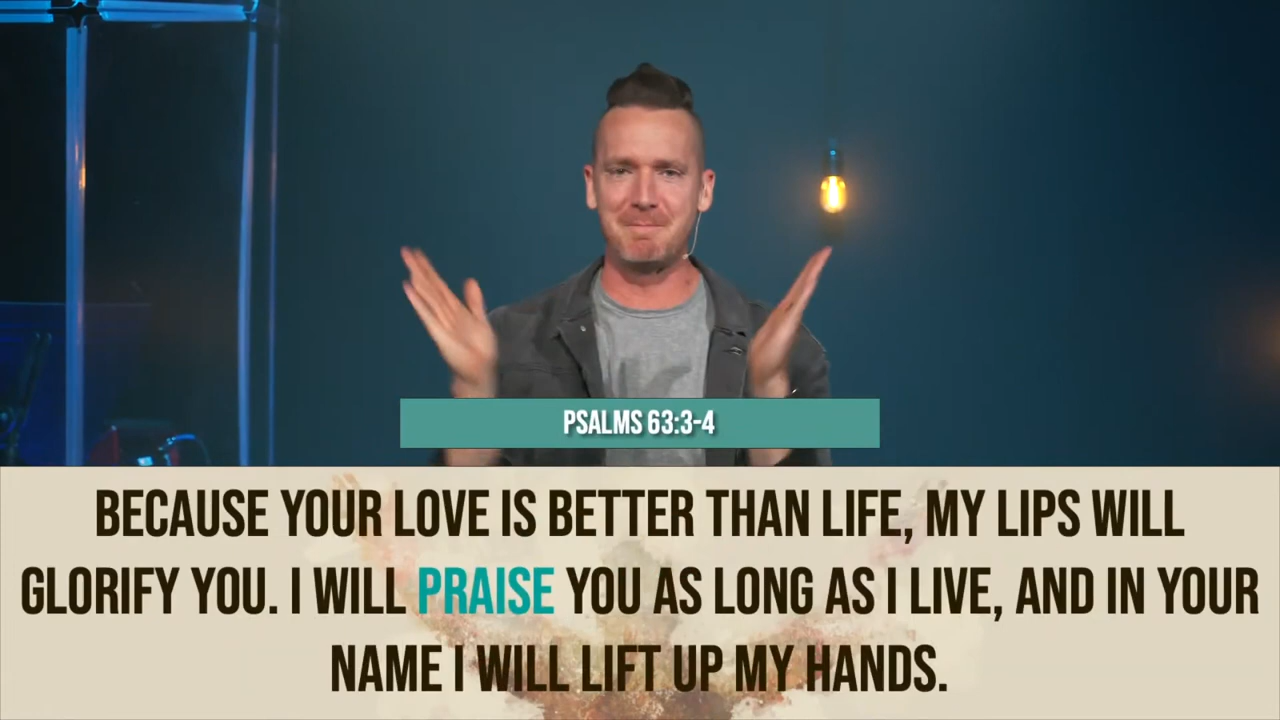 PSALMS 63:3-4
BECAUSE YOUR LOVE IS BETTER THAN LIFE, MY LIPS WILL
GLORIFY YOU. I WILL PRAISE YOU AS LONG AS I LIVE, AND IN YOUR
NAME I WILL LIFT UP MY HANDS.